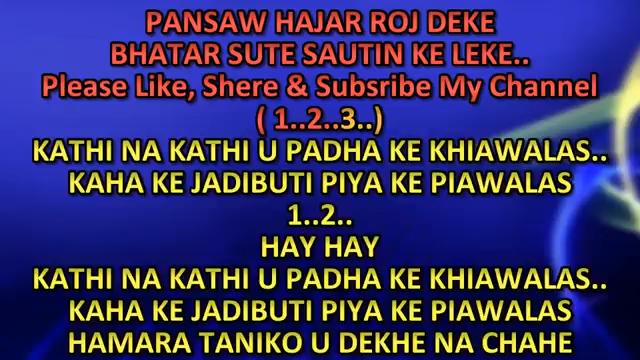 PANSAW HAJAR ROJ DEKE
BHATAR SUTE SAUTIN KE LEKE..
Please Like, Shere & Subsribe My Channel
( 1..2..3..)
KATHI NA KATHI U PADHA KE KHIAWALAS..
KAHA KE JADIBUTI PIYA KE PIAWALAS
1..2..
HAY HAY
KATHI NA KATHI U PADHA KE KHIAWALAS..
KAHA KE JADIBUTI PIYA KE PIAWALAS
HAMARA TANIKO U DEKHE NA CHAHE